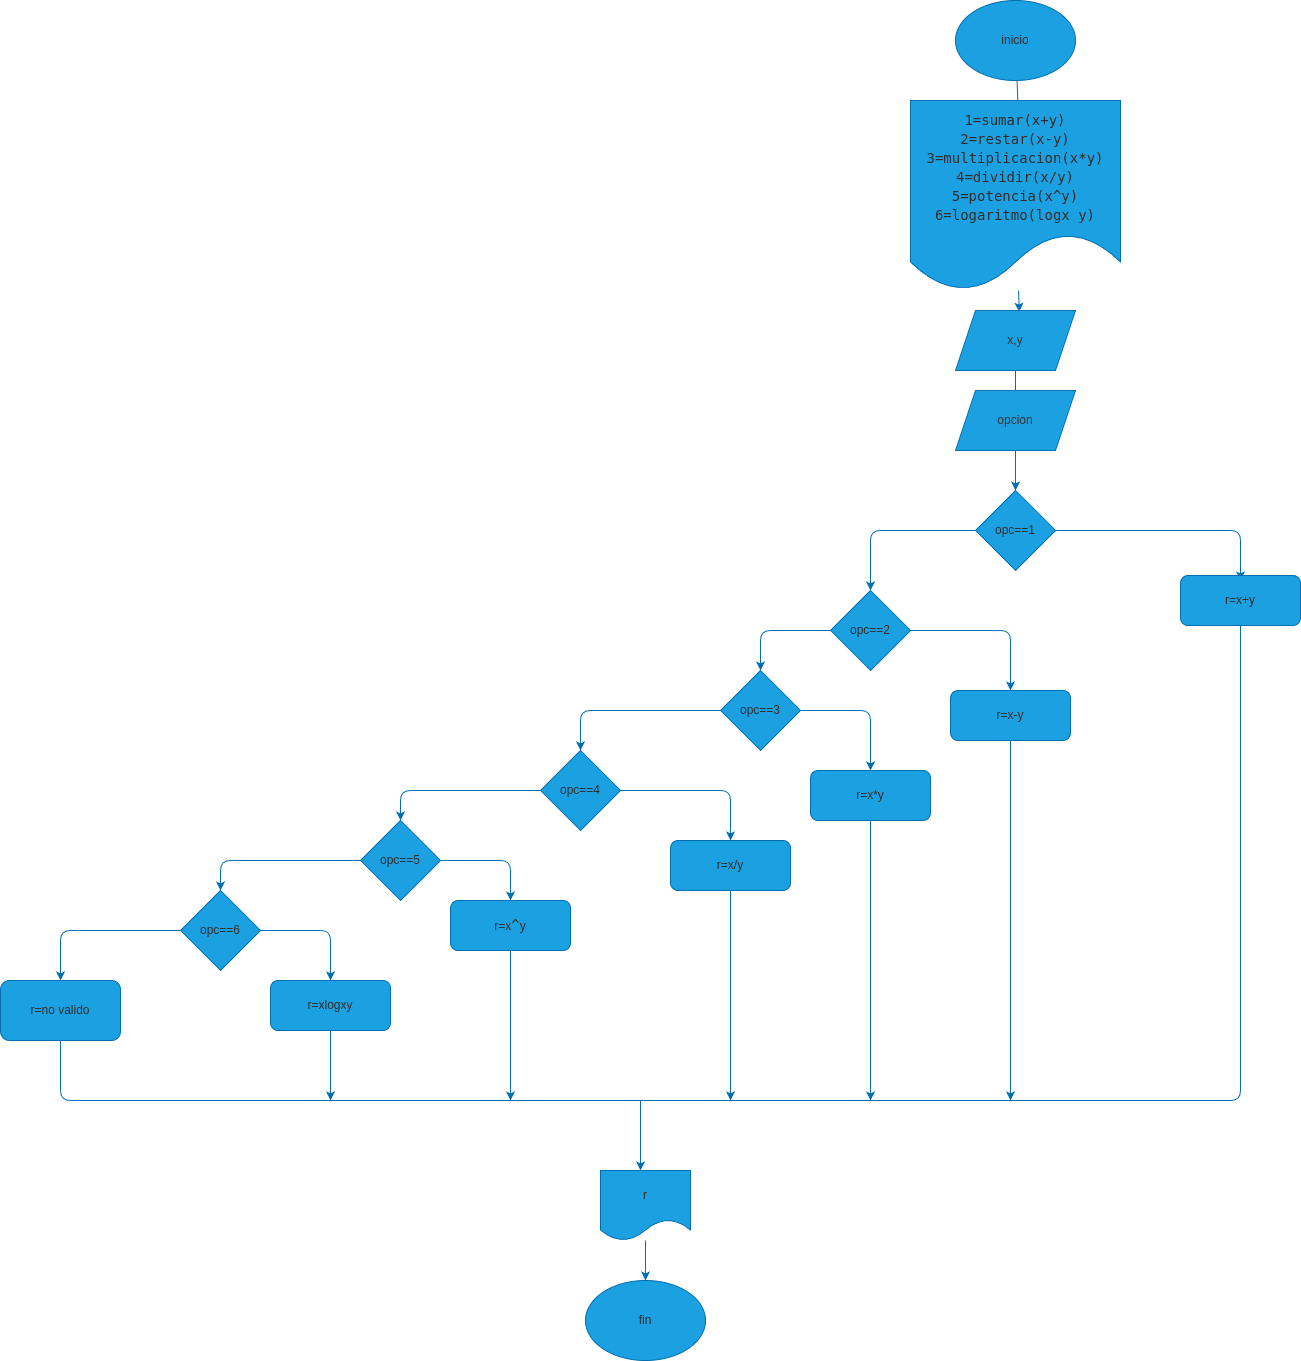 inicio
1=sumar(x+y)
2=restar(x-y)
3=multiplicacion(x*y)
4=dividir(x/y)
5=potencia(x^y)
6=logaritmo(logx y)
x,y
opcion
opc==1
r=x+y
opc==2
r=x-y
opc==3
r=x*y
opc==4
r=x/y
opc==5
r=x^y
opc==6
r=xlogxy
r=no valido
r
fin